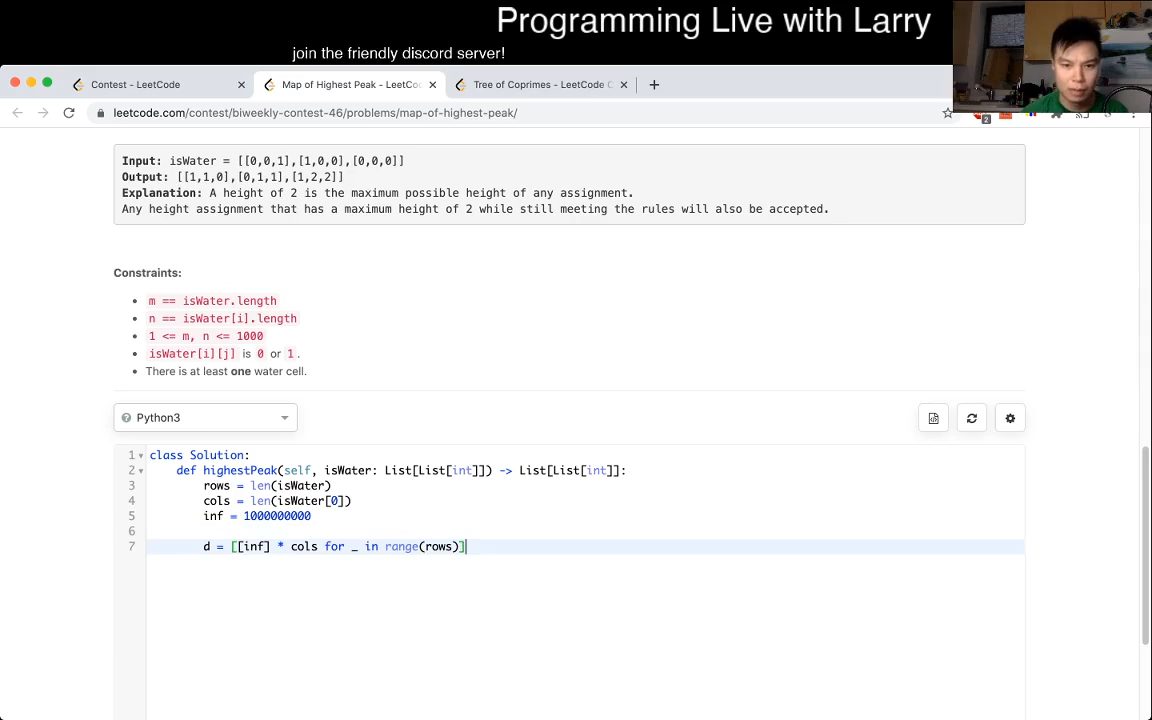 Programming Live with Larry
join the friendly discord server!
Contest - LeetCode
Map of Highest Peak - LeetCo
Tree of Coprimes - LeetCode C
leetcode.com/contest/biweekly-contest-46/problems/map-of-highest-peak/
2
Input: isWater = [[0,0,1],[1,0,0],[0,0,0]]
Output: [[1,1,0],[0,1,1],[1,2,2]]
Explanation: A height of 2 is the maximum possible height of any assignment.
Any height assignment that has a maximum height of 2 while still meeting the rules will also be accepted.
Constraints:
m == isWater.length
n == isWater[i].length
1 <= m, n <= 1000
isWater[i][j] is 0 or 1.
There is at least one water cell.
Python3
1 class Solution:
2 def highestPeak(self, isWater: List[List[int]]) -> List[List[int]]:
3 rows = len(isWater)
4 cols = len(isWater[0])
5 inf = 1000000000
6
7 d = [[inf] * cols for _ in range(rows)]